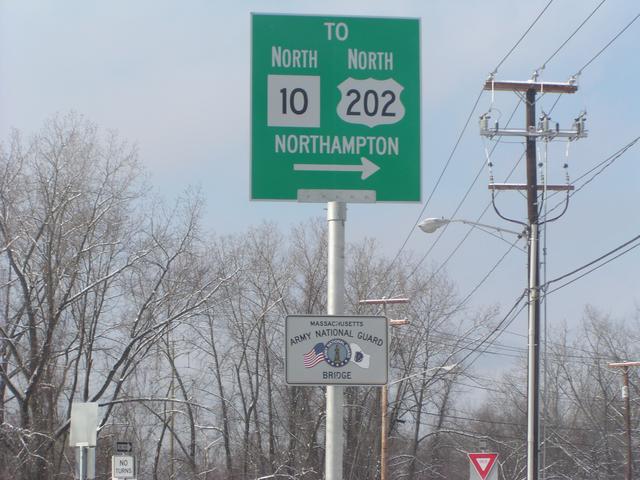 TO
NORTH NORTH
10 202
NORTHAMPTON
MASSACHUSETTS
ARMY NATIONAL GUARD
BRIDGE
NO
TURNS